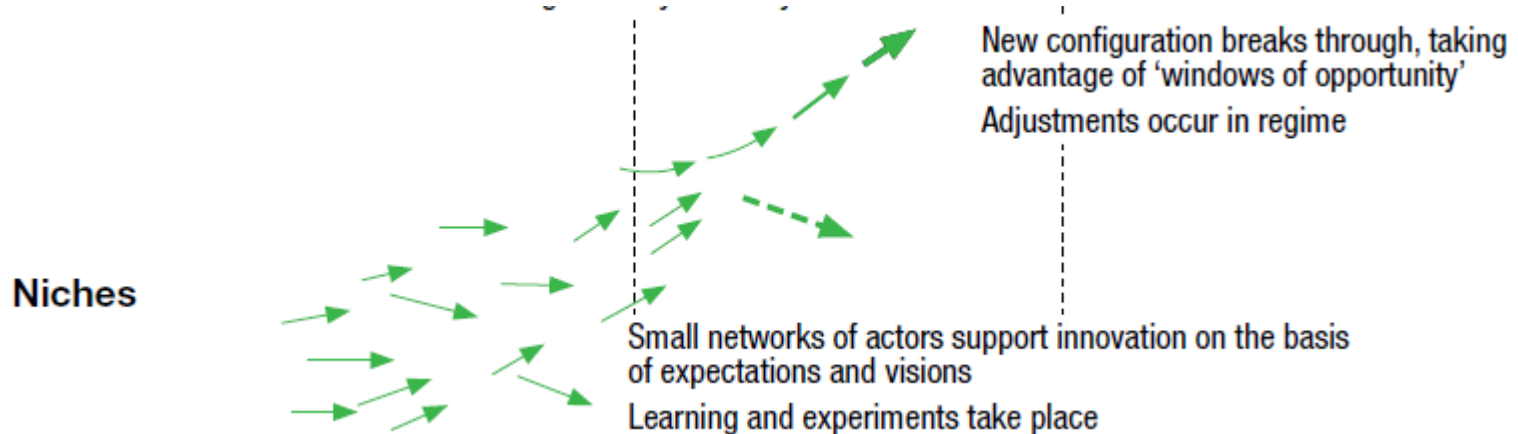 New configuration breaks through, taking
advantage of ‘windows of opportunity’
Adjustments occur in regime
Niches
Small networks of actors support innovation on the basis
of expectations and visions
Learning and experiments take place